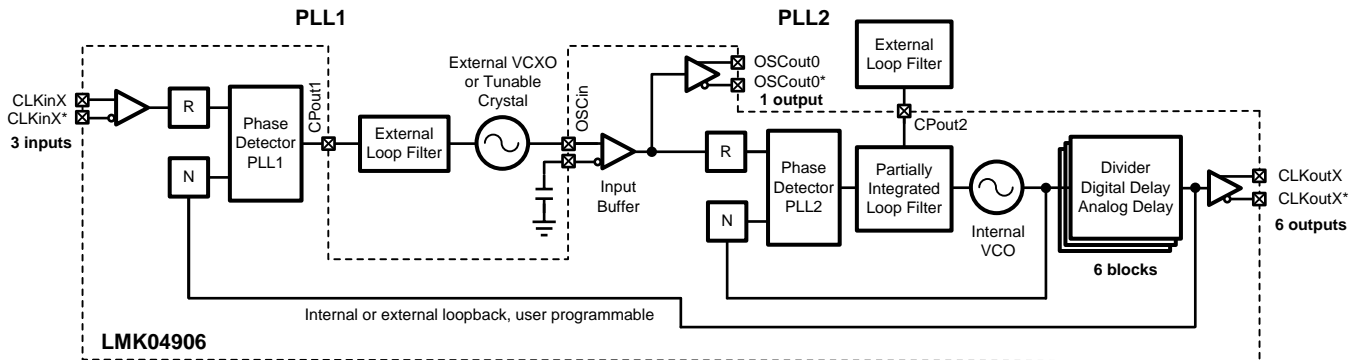 PLL1
PLL2
CLKinX
CLKinX*
3 inputs
R
N
Phase
Detector
PLL1
CPout1
External
Loop Filter
External VCXO
or Tunable
Crystal
OSCin
Input
Buffer
OSCout0
OSCout0*
1 output
External
Loop Filter
CPout2
R
N
Phase
Detector
PLL2
Partially
Integrated
Loop Filter
Internal
VCO
Divider
Digital Delay
Analog Delay
6 blocks
CLKoutX
CLKoutX*
6 outputs
Internal or external loopback, user programmable
LMK04906